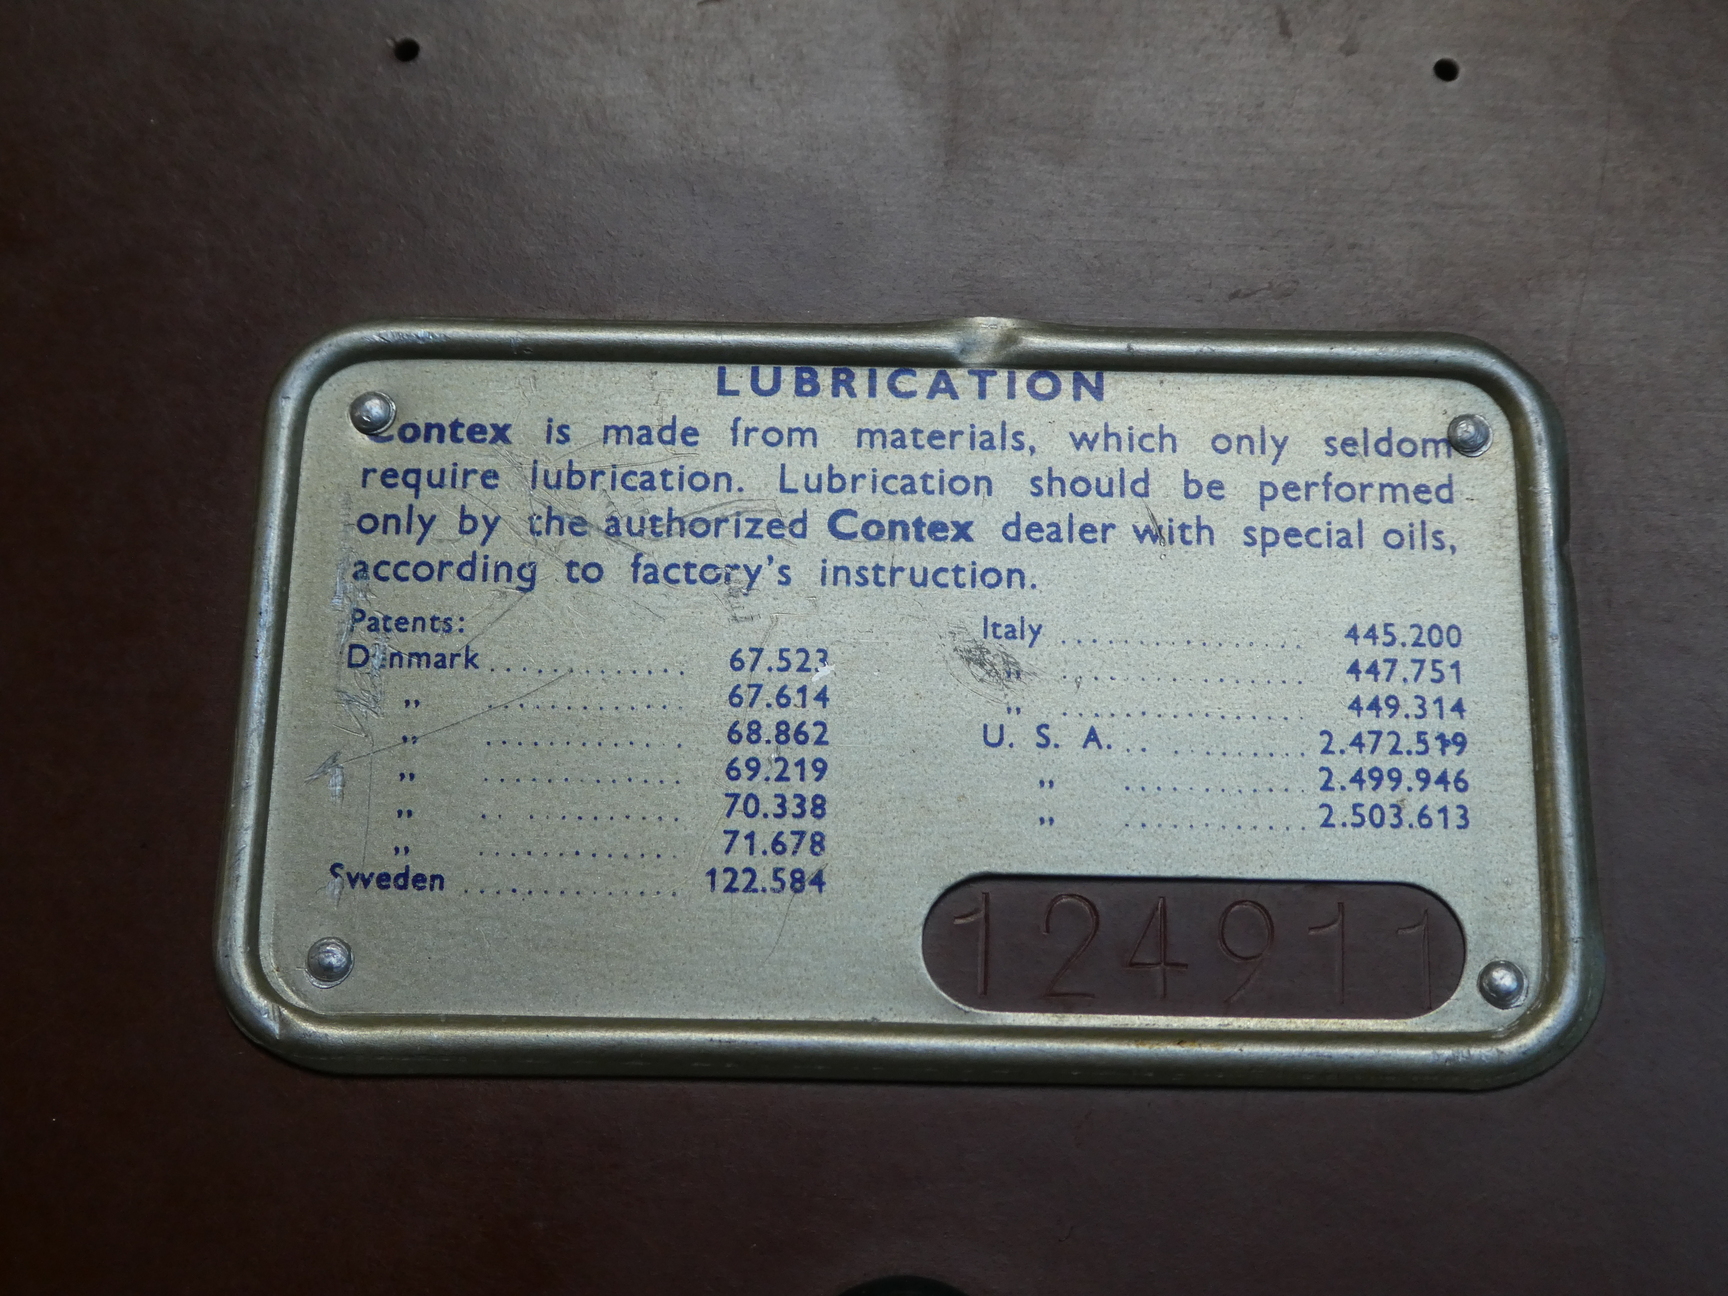 LUBRICATION
Contex is made from materials, which only seldom
require lubrication. Lubrication should be performed
only by the authorized Contex dealer with special oils,
according to factory's instruction.
Patents:
Denmark ............. 67.523
„ ............. 67.614
„ ............. 68.862
„ ............. 69.219
„ .. .......... 70.338
„ ............. 71.678
Sweden ............. 122.584
Italy ................ 445.200
„ ................ 447.751
„ ................ 449.314
U. S. A. .. ............ 2.472.519
„ ............ 2.499.946
„ ............ 2.503.613
124911